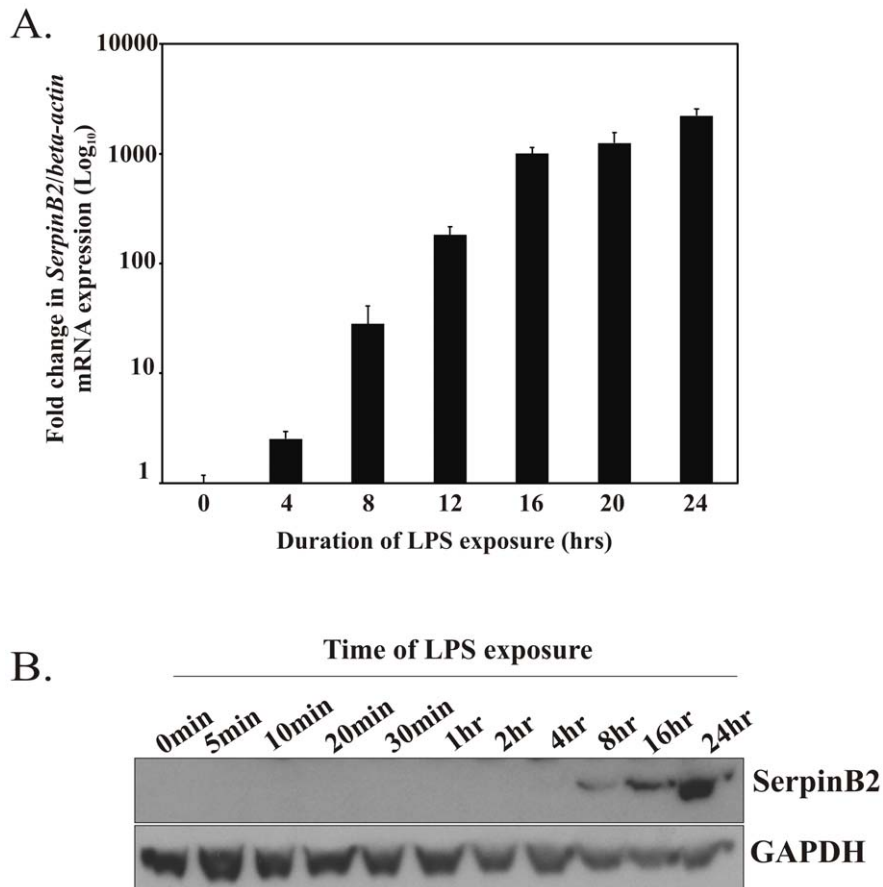 A.
Fold change in SerpinB2/beta-actin
mRNA expression (Log₁₀)
10000
1000
100
10
1
0 4 8 12 16 20 24
Duration of LPS exposure (hrs)
B.
Time of LPS exposure
0min 5min 10min 20min 30min 1hr 2hr 4hr 8hr 16hr 24hr
SerpinB2
GAPDH